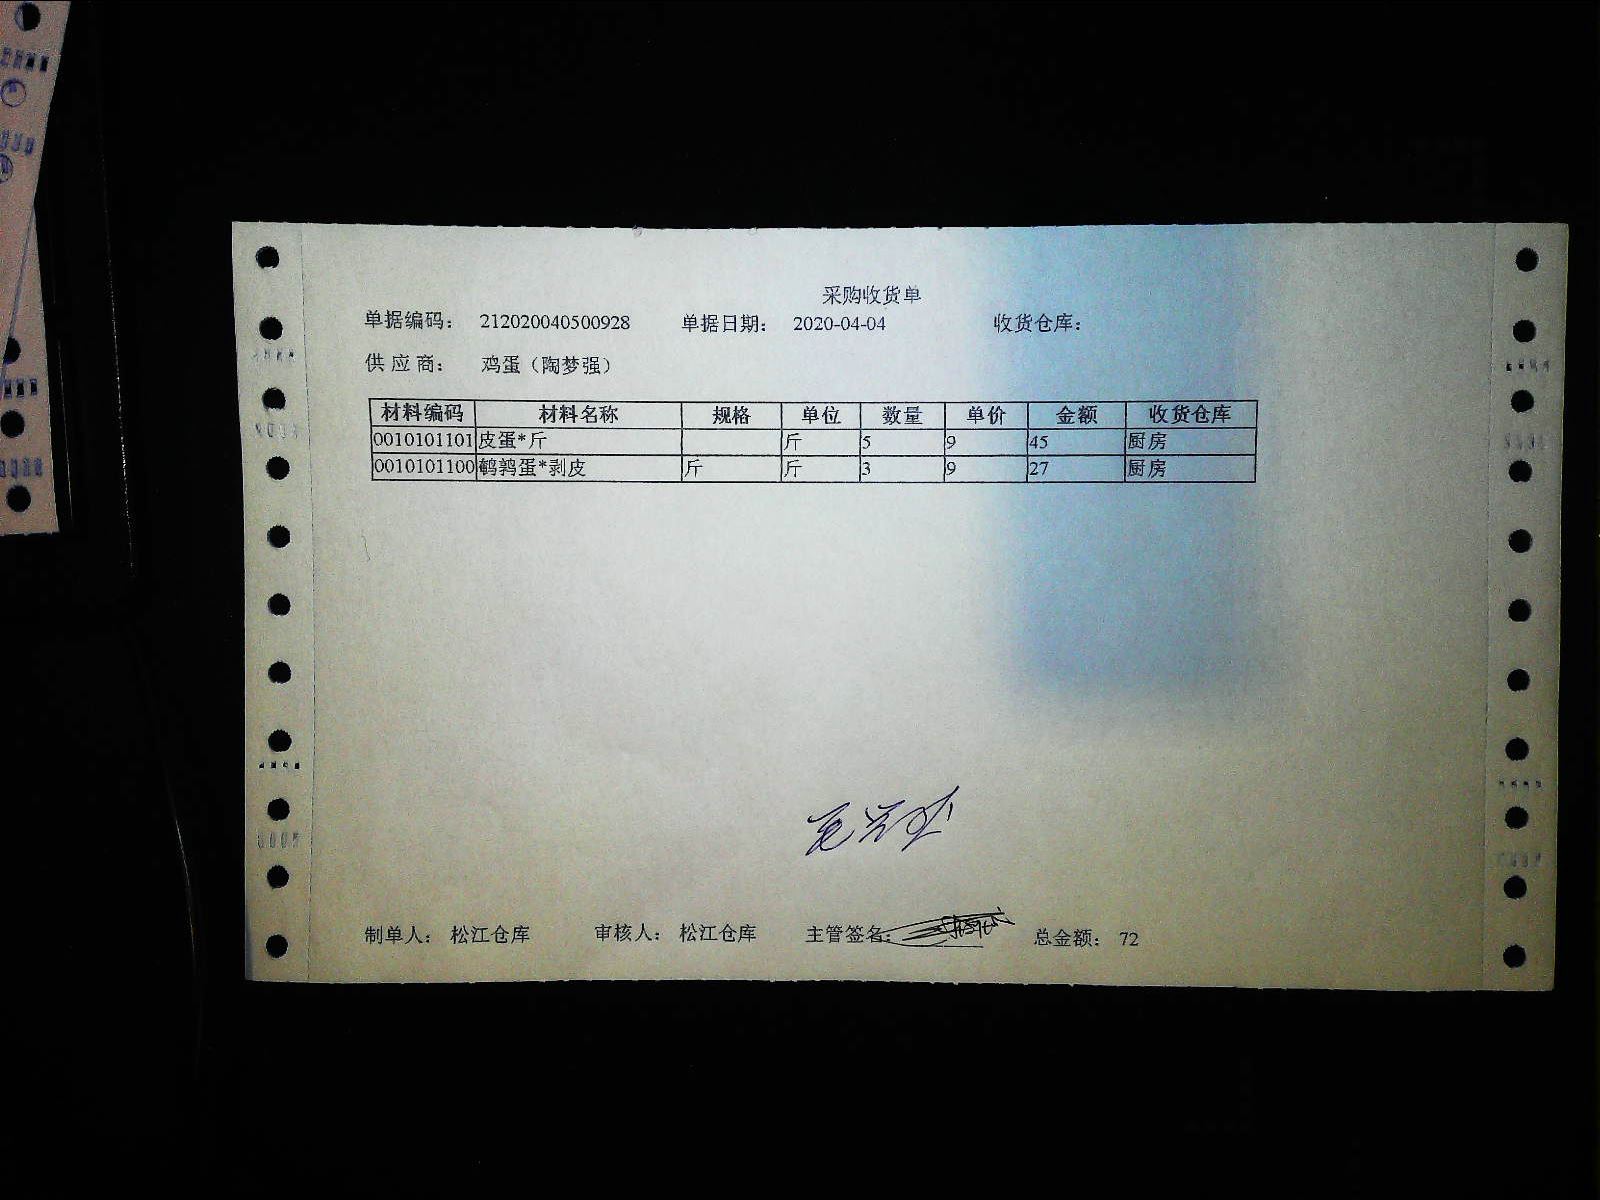 采购收货单
单据编码： 212020040500928 单据日期： 2020-04-04 收货仓库：
供 应 商： 鸡蛋（陶梦强）
材料编码 材料名称 规格 单位 数量 单价 金额 收货仓库
0010101101 皮蛋*斤 斤 5 9 45 厨房
0010101100 鹌鹑蛋*剥皮 斤 斤 3 9 27 厨房
制单人： 松江仓库 审核人： 松江仓库 主管签名： 总金额： 72